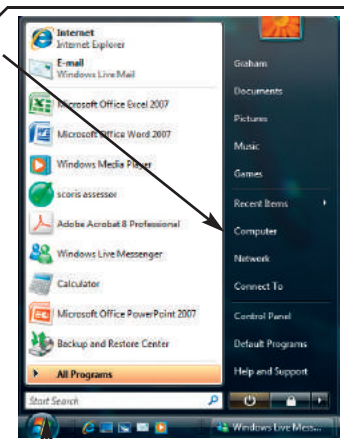 Internet
Internet Explorer
E-mail
Windows Live Mail
Microsoft Office Excel 2007
Microsoft Office Word 2007
Windows Media Player
scoris assessor
Adobe Acrobat 8 Professional
Windows Live Messenger
Calculator
Microsoft Office PowerPoint 2007
Backup and Restore Center
All Programs
Start Search
Graham
Documents
Pictures
Music
Games
Recent Items
Computer
Network
Connect To
Control Panel
Default Programs
Help and Support
Windows Live Mess...